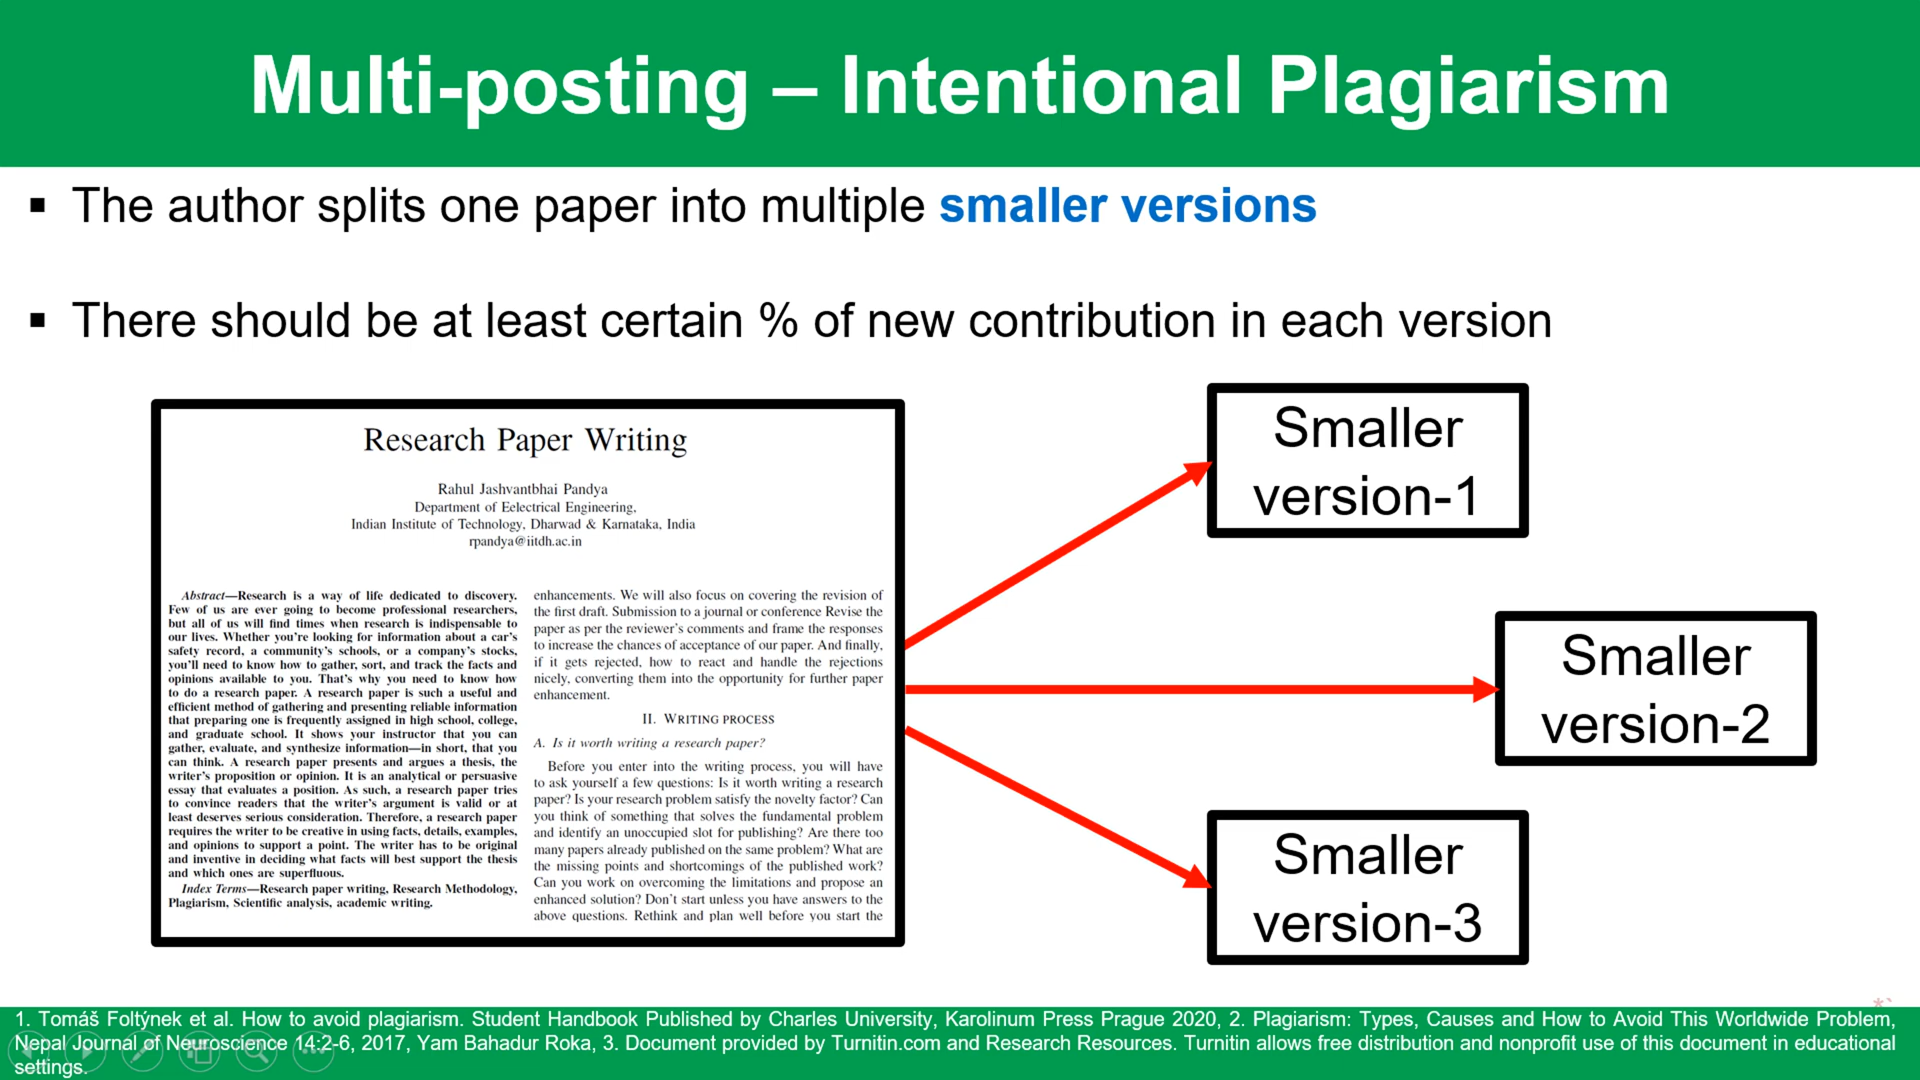 Multi-posting – Intentional Plagiarism
▪ The author splits one paper into multiple smaller versions
▪ There should be at least certain % of new contribution in each version
Research Paper Writing
Rahul Jashvantbhai Pandya
Department of Eelectrical Engineering,
Indian Institute of Technology, Dharwad & Karnataka, India
rpandya@iitdh.ac.in
Abstract—Research is a way of life dedicated to discovery.
Few of us are ever going to become professional researchers,
but all of us will find times when research is indispensable to
our lives. Whether you're looking for information about a car's
safety record, a community's schools, or a company's stocks,
you'll need to know how to gather, sort, and track the facts and
opinions available to you. That's why you need to know how
to do a research paper. A research paper is such a useful and
efficient method of gathering and presenting reliable information
that preparing one is frequently assigned in high school, college,
and graduate school. It shows your instructor that you can
gather, evaluate, and synthesize information—in short, that you
can think. A research paper presents and argues a thesis, the
writer's proposition or opinion. It is an analytical or persuasive
essay that evaluates a position. As such, a research paper tries
to convince readers that the writer's argument is valid or at
least deserves serious consideration. Therefore, a research paper
requires the writer to be creative in using facts, details, examples,
and opinions to support a point. The writer has to be original
and inventive in deciding what facts will best support the thesis
and which ones are superfluous.
Index Terms—Research paper writing, Research Methodology,
Plagiarism, Scientific analysis, academic writing.
enhancements. We will also focus on covering the revision of
the first draft. Submission to a journal or conference Revise the
paper as per the reviewer's comments and frame the responses
to increase the chances of acceptance of our paper. And finally,
if it gets rejected, how to react and handle the rejections
nicely, converting them into the opportunity for further paper
enhancement.
II. WRITING PROCESS
A. Is it worth writing a research paper?
Before you enter into the writing process, you will have
to ask yourself a few questions: Is it worth writing a research
paper? Is your research problem satisfy the novelty factor? Can
you think of something that solves the fundamental problem
and identify an unoccupied slot for publishing? Are there too
many papers already published on the same problem? What are
the missing points and shortcomings of the published work?
Can you work on overcoming the limitations and propose an
enhanced solution? Don't start unless you have answers to the
above questions. Rethink and plan well before you start the
Smaller
version-1
Smaller
version-2
Smaller
version-3
1. Tomáš Foltýnek et al. How to avoid plagiarism. Student Handbook Published by Charles University, Karolinum Press Prague 2020, 2. Plagiarism: Types, Causes and How to Avoid This Worldwide Problem,
Nepal Journal of Neuroscience 14:2-6, 2017, Yam Bahadur Roka, 3. Document provided by Turnitin.com and Research Resources. Turnitin allows free distribution and nonprofit use of this document in educational
settings.